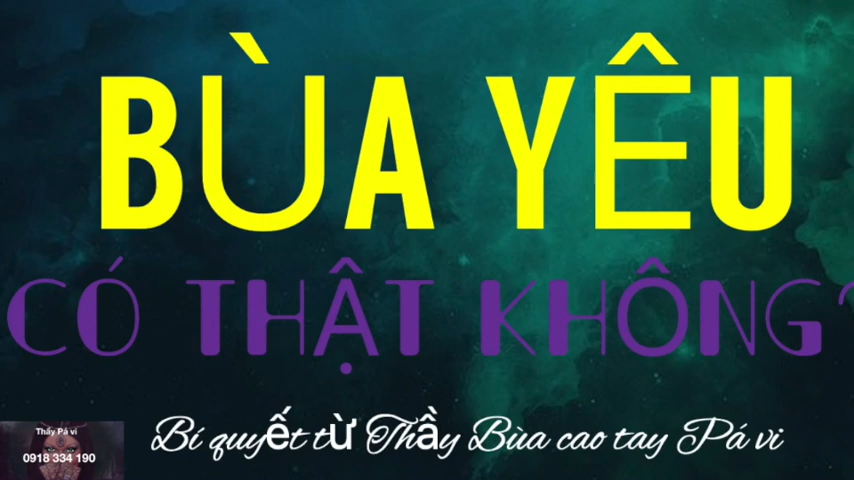 BÙA YÊU
CÓ THẬT KHÔNG?
Bí quyết từ Thầy Bùa cao tay Pá vi
Thầy Pá vi
0918 334 190